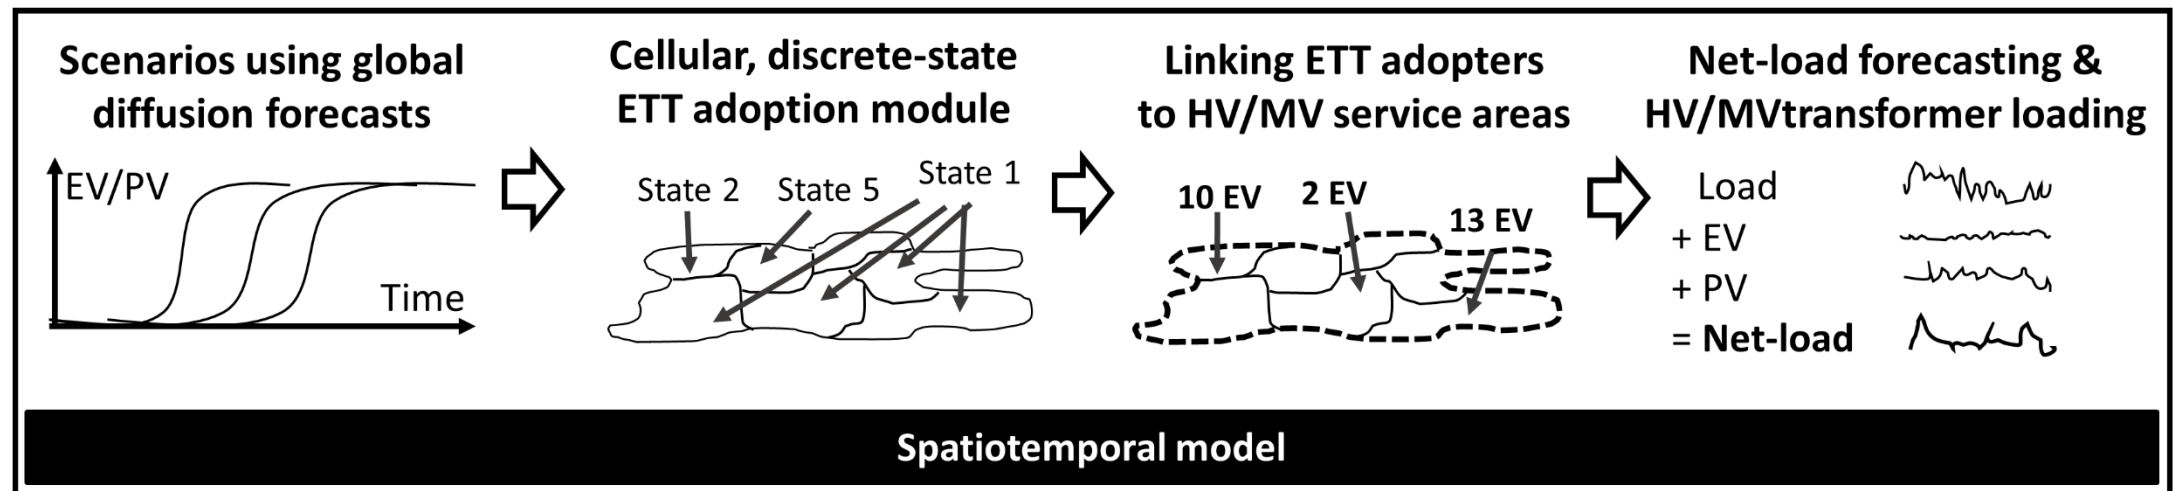 Scenarios using global
diffusion forecasts
EV/PV
Time
Cellular, discrete-state
ETT adoption module
State 2
State 5
State 1
Linking ETT adopters
to HV/MV service areas
10 EV
2 EV
13 EV
Net-load forecasting &
HV/MVtransformer loading
Load
+ EV
+ PV
= Net-load
Spatiotemporal model